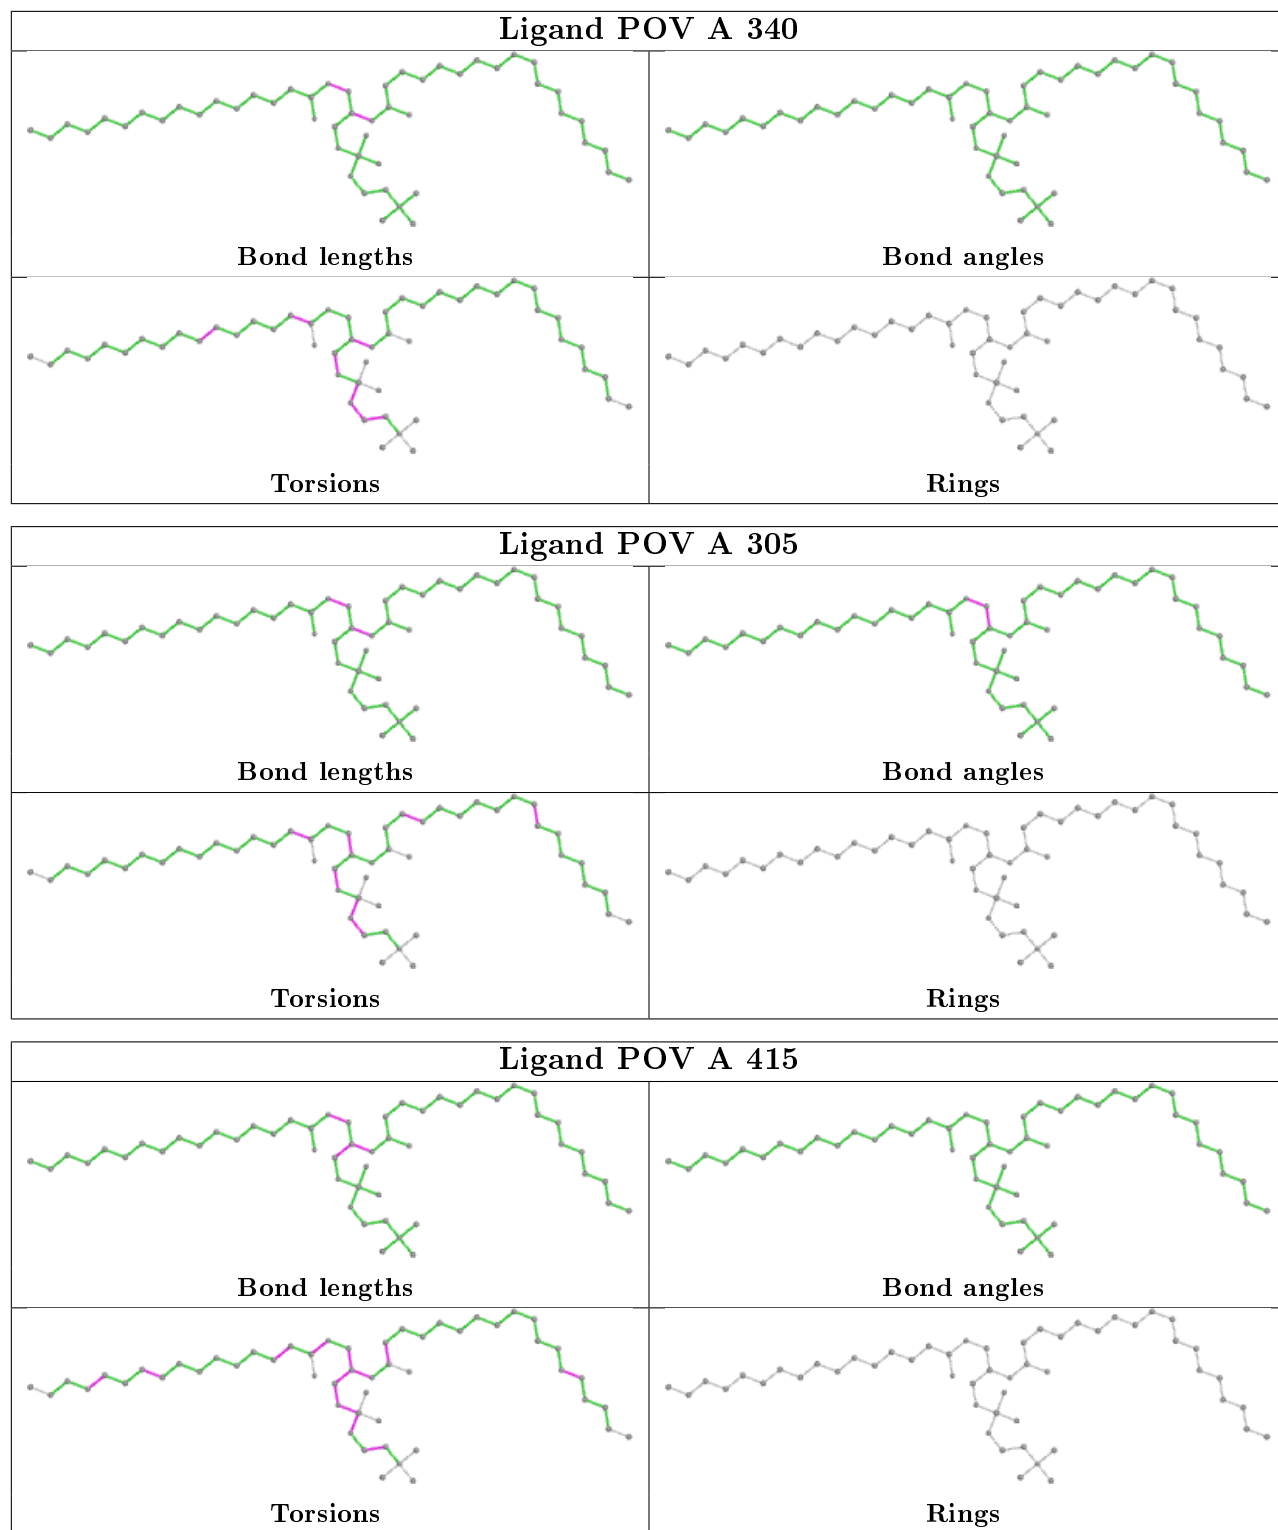 Ligand POV A 340
Bond lengths
Bond angles
Torsions
Rings
Ligand POV A 305
Bond lengths
Bond angles
Torsions
Rings
Ligand POV A 415
Bond lengths
Bond angles
Torsions
Rings